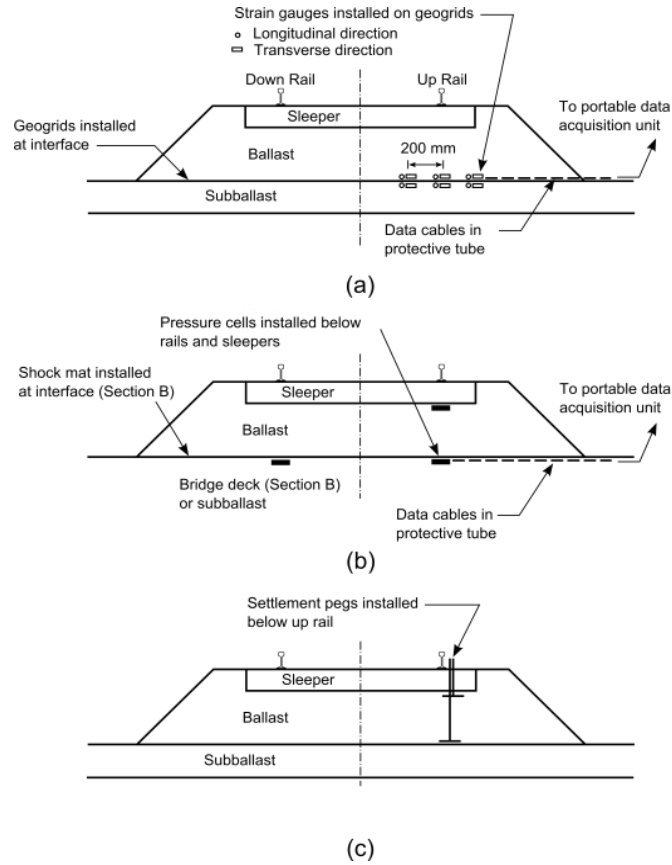 Strain gauges installed on geogrids
Longitudinal direction
Transverse direction
Down Rail
Up Rail
To portable data
acquisition unit
Geogrids installed
at interface
Sleeper
Ballast
200 mm
Subballast
Data cables in
protective tube
(a)
Pressure cells installed below
rails and sleepers
Shock mat installed
at interface (Section B)
Sleeper
To portable data
acquisition unit
Ballast
Bridge deck (Section B)
or subballast
Data cables in
protective tube
(b)
Settlement pegs installed
below up rail
Sleeper
Ballast
Subballast
(c)